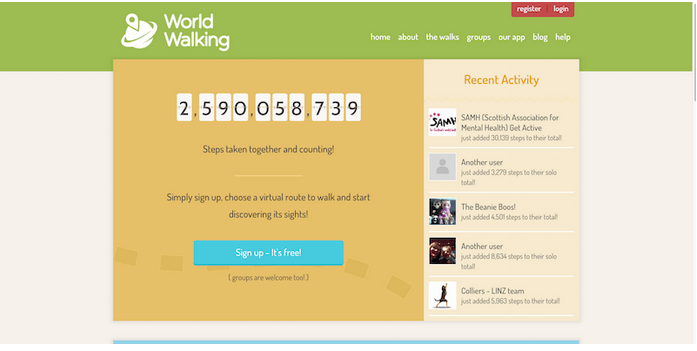 register login
World
Walking
home about the walks groups our app blog help
2,590,058,739
Steps taken together and counting!
Simply sign up, choose a virtual route to walk and start
discovering its sights!
Sign up - It's free!
( groups are welcome too! )
Recent Activity
SAMH
SAMH (Scottish Association for
Mental Health) Get Active
just added 30,139 steps to their total!
Another user
just added 3,279 steps to their solo
total!
The Beanie Boos!
just added 4,501 steps to their total!
Another user
just added 8,634 steps to their solo
total!
Colliers - LINZ team
just added 5,963 steps to their total!